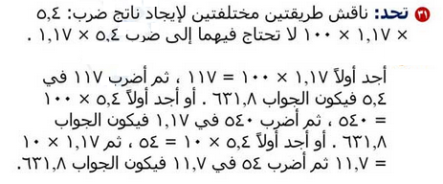 ٣١ تحد: ناقش طريقتين مختلفتين لإيجاد ناتج ضرب: ٥,٤
× ١,١٧ × ١٠٠ لا تحتاج فيهما إلى ضرب ٥,٤ × ١,١٧ .
أجد أولاً ١,١٧ × ١٠٠ = ١١٧ ، ثم أضرب ١١٧ في
٥,٤ فيكون الجواب ٦٣١,٨ . أو أجد أولاً ٥,٤ × ١٠٠
= ٥٤٠ ، ثم أضرب ٥٤٠ في ١,١٧ فيكون الجواب
٦٣١,٨ . أو أجد أولاً ٥,٤ × ١٠ = ٥٤ ، ثم ١,١٧ × ١٠
= ١١,٧ ثم أضرب ٥٤ في ١١,٧ فيكون الجواب ٦٣١,٨.